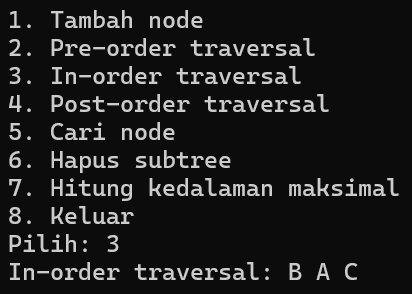 1. Tambah node
2. Pre-order traversal
3. In-order traversal
4. Post-order traversal
5. Cari node
6. Hapus subtree
7. Hitung kedalaman maksimal
8. Keluar
Pilih: 3
In-order traversal: B A C